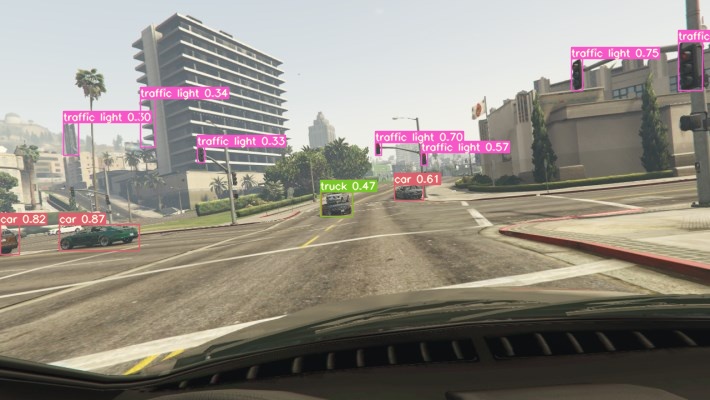 traffic light 0.75
traffic
traffic light 0.34
traffic light 0.30
traffic light 0.33
traffic light 0.70
traffic light 0.57
truck 0.47
car 0.61
car 0.82
car 0.87